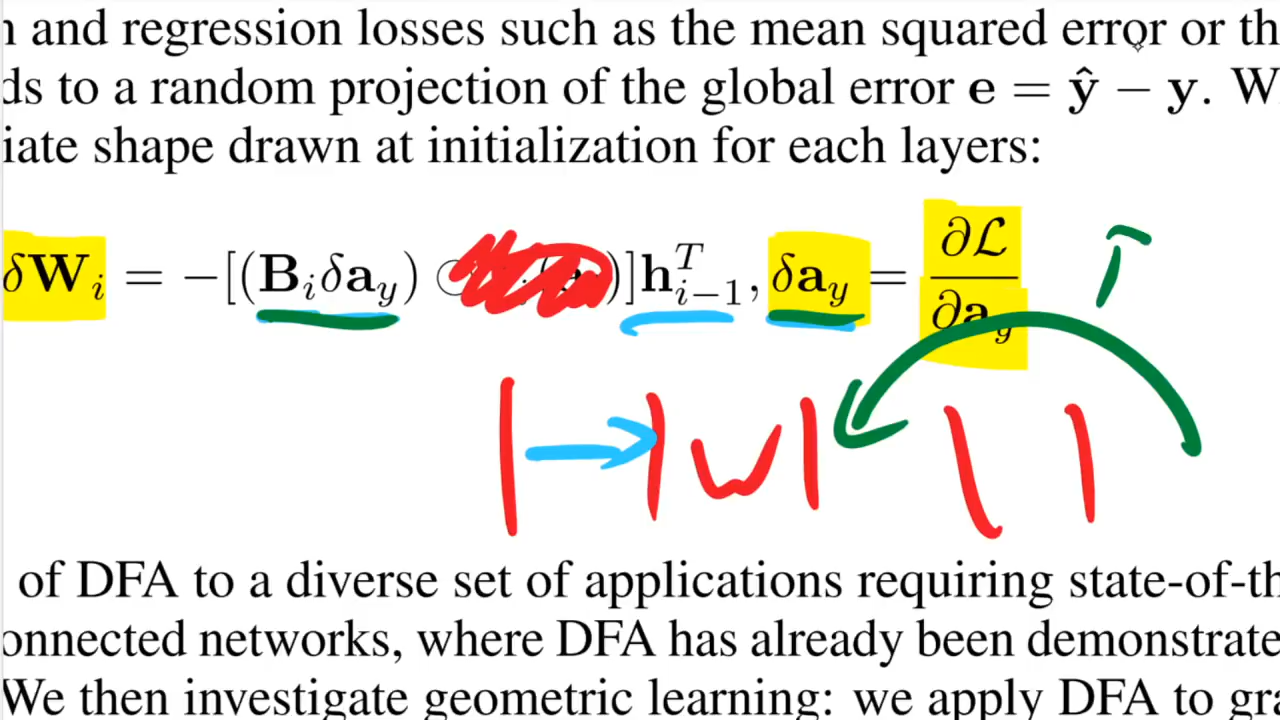 and regression losses such as the mean squared error or th
ds to a random projection of the global error e = ŷ − y. W
iate shape drawn at initialization for each layers:
δW_i = −[(B_iδa_y) )]h^T_{i−1}, δa_y = ∂L/∂a_y
W
of DFA to a diverse set of applications requiring state-of-th
onnected networks, where DFA has already been demonstrate
We then investigate geometric learning: we apply DFA to gra